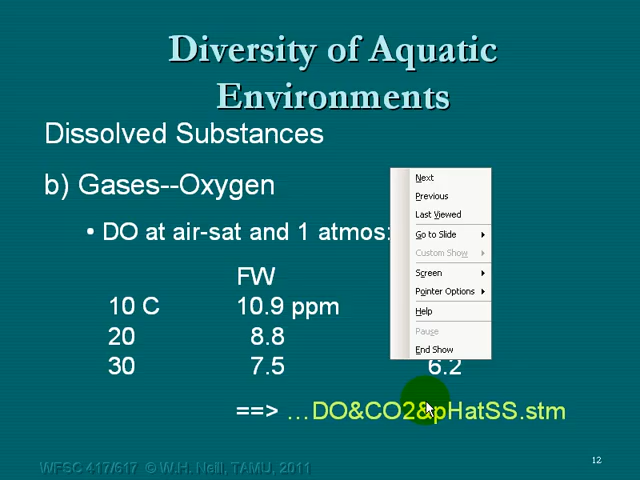 Diversity of Aquatic
Environments
Dissolved Substances
b) Gases--Oxygen
• DO at air-sat and 1 atmos:
FW
10 C 10.9 ppm
20 8.8
30 7.5 6.2
==> …DO&CO2&pHatSS.stm
Next
Previous
Last Viewed
Go to Slide
Custom Show
Screen
Pointer Options
Help
Pause
End Show
WFSC 417/617 © W.H. Neill, TAMU, 2011
12